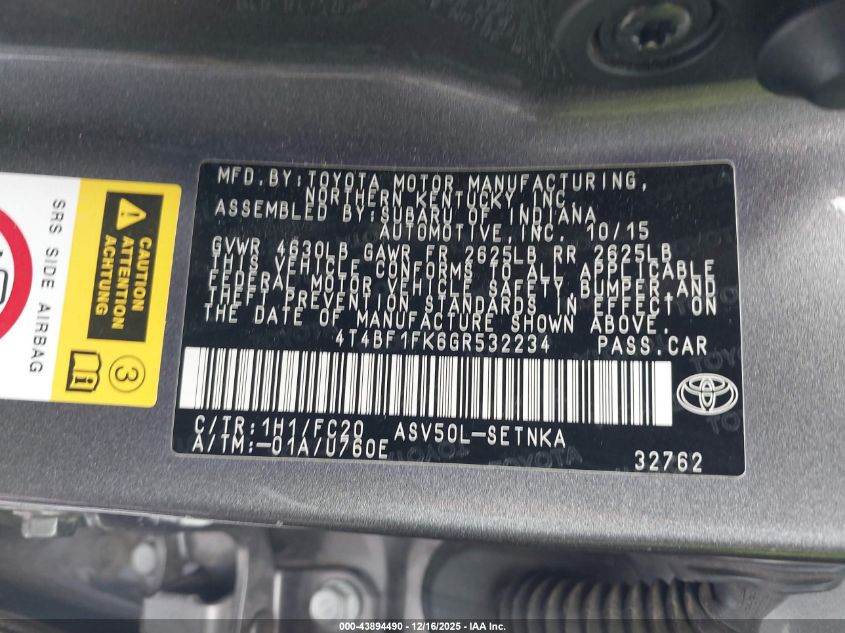 MFD.BY:TOYOTA MOTOR MANUFACTURING,
NORTHERN KENTUCKY, INC.
ASSEMBLED BY:SUBARU OF INDIANA
AUTOMOTIVE,INC. 10/15
GVWR 4630LB GAWR FR 2625LB RR 2625LB
THIS VEHICLE CONFORMS TO ALL APPLICABLE
FEDERAL MOTOR VEHICLE SAFETY,BUMPER,AND
THEFT PREVENTION STANDARDS IN EFFECT ON
THE DATE OF MANUFACTURE SHOWN ABOVE.
4T4BF1FK6GR532234 PASS.CAR
C/TR:1H1/FC20 ASV50L-SETNKA
A/TM:-01A/U760E
32762
SRS SIDE AIRBAG
CAUTION
ATTENTION
3
000-43894490 - 12/16/2025 - IAA Inc.